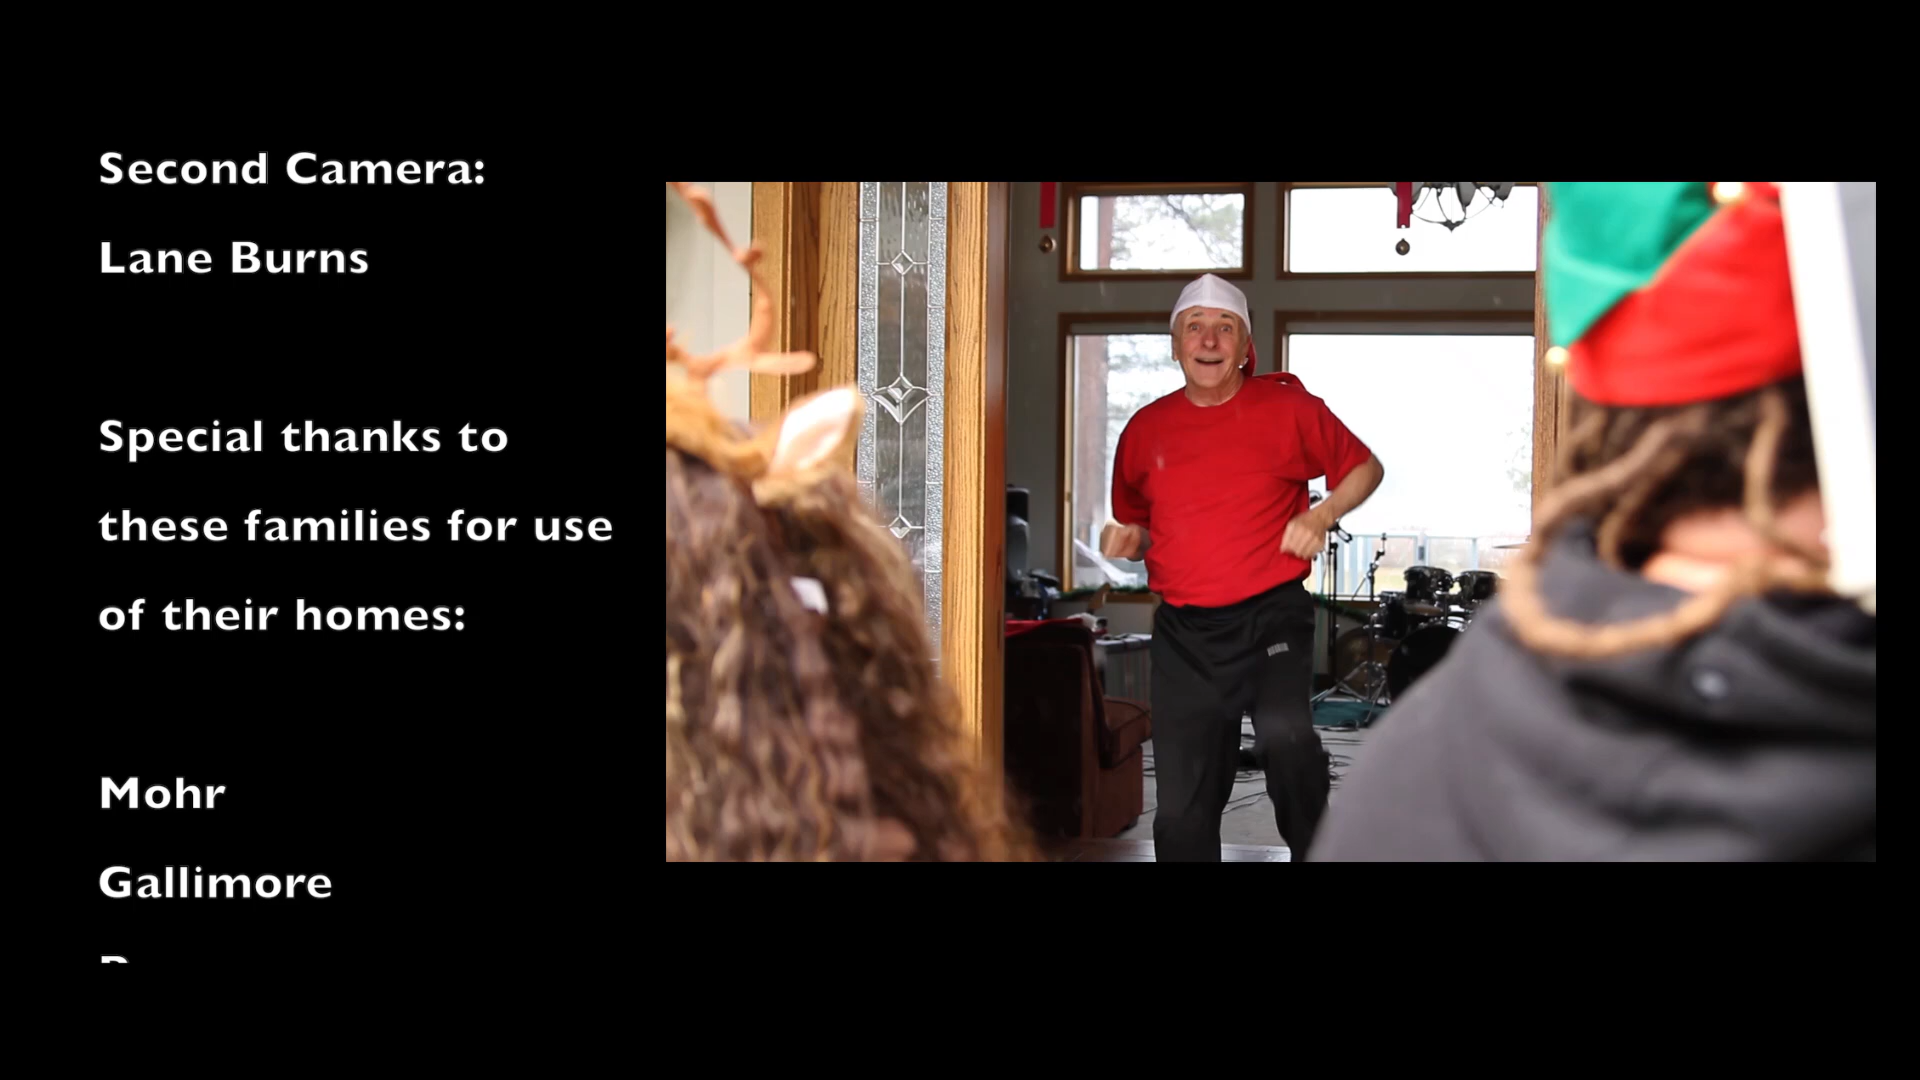 Second Camera:
Lane Burns
Special thanks to
these families for use
of their homes:
Mohr
Gallimore